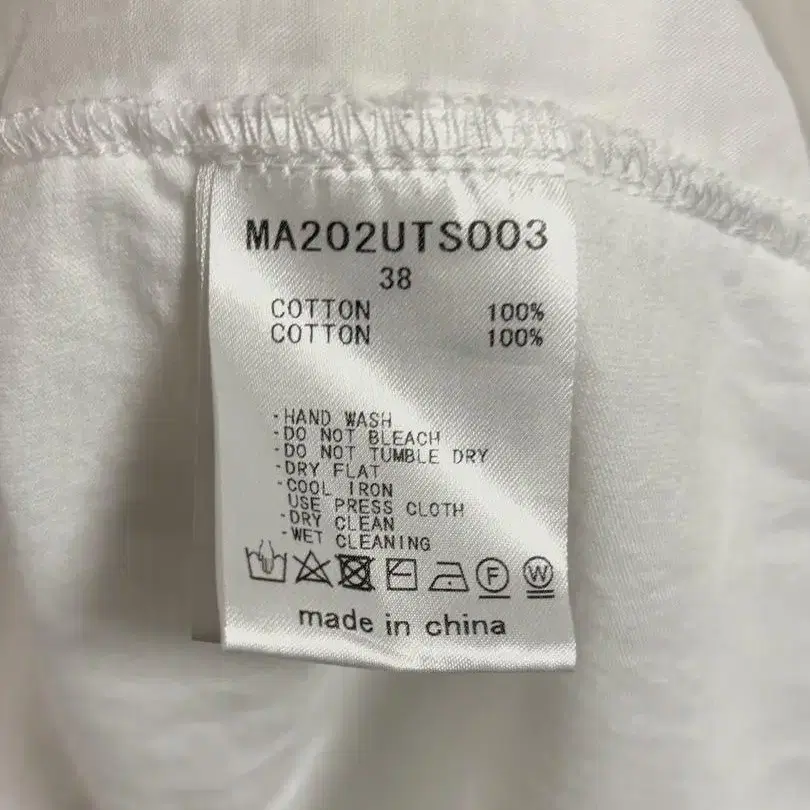 MA202UTS003
38
COTTON 100%
COTTON 100%
-HAND WASH
-DO NOT BLEACH
-DO NOT TUMBLE DRY
-DRY FLAT
-COOL IRON
USE PRESS CLOTH
-DRY CLEAN
-WET CLEANING
F W
made in china